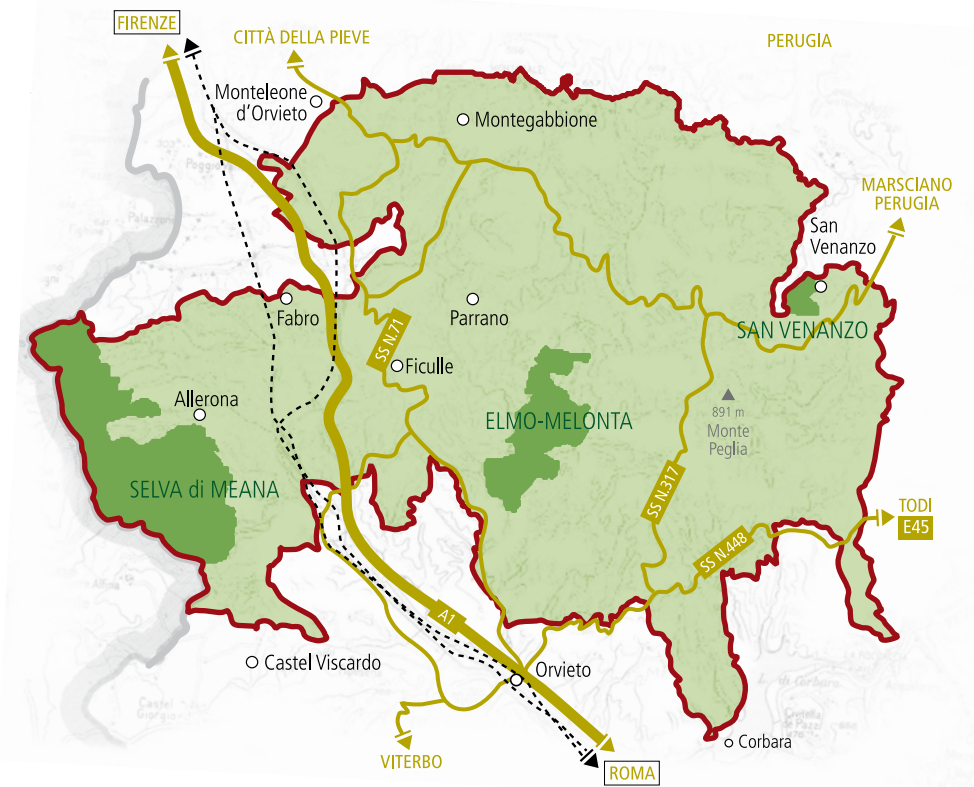 FIRENZE
CITTÀ DELLA PIEVE
PERUGIA
Monteleone
d'Orvieto
Montegabbione
MARSCIANO
PERUGIA
San
Venanzo
Fabro
Parrano
SAN VENANZO
SS N.71
Ficulle
Allerona
891 m
Monte
Peglia
ELMO-MELONTA
SELVA di MEANA
SS N.317
TODI
E45
SS N.448
A1
Castel Viscardo
Orvieto
Corbara
VITERBO
ROMA